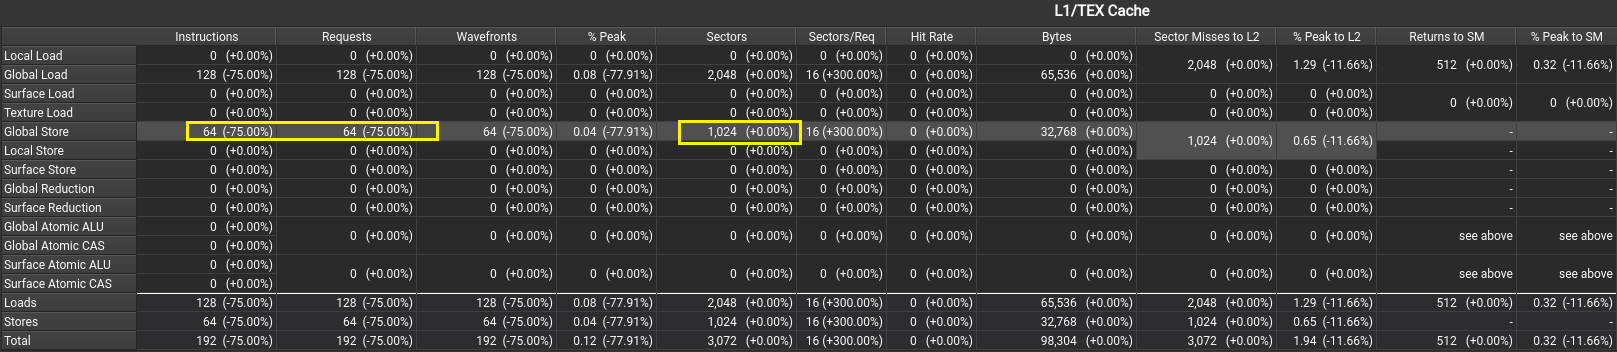 L1/TEX Cache
Instructions Requests Wavefronts % Peak Sectors Sectors/Req Hit Rate Bytes Sector Misses to L2 % Peak to L2 Returns to SM % Peak to SM
Local Load 0 (+0.00%) 0 (+0.00%) 0 (+0.00%) 0 (+0.00%) 0 (+0.00%) 0 (+0.00%) 0 (+0.00%) 0 (+0.00%) 2,048 (+0.00%) 1.29 (-11.66%) 512 (+0.00%) 0.32 (-11.66%)
Global Load 128 (-75.00%) 128 (-75.00%) 128 (-75.00%) 0.08 (-77.91%) 2,048 (+0.00%) 16 (+300.00%) 0 (+0.00%) 65,536 (+0.00%)
Surface Load 0 (+0.00%) 0 (+0.00%) 0 (+0.00%) 0 (+0.00%) 0 (+0.00%) 0 (+0.00%) 0 (+0.00%) 0 (+0.00%) 0 (+0.00%) 0 (+0.00%) 0 (+0.00%) 0 (+0.00%)
Texture Load 0 (+0.00%) 0 (+0.00%) 0 (+0.00%) 0 (+0.00%) 0 (+0.00%) 0 (+0.00%) 0 (+0.00%) 0 (+0.00%) 0 (+0.00%) 0 (+0.00%)
Global Store 64 (-75.00%) 64 (-75.00%) 64 (-75.00%) 0.04 (-77.91%) 1,024 (+0.00%) 16 (+300.00%) 0 (+0.00%) 32,768 (+0.00%) 1,024 (+0.00%) 0.65 (-11.66%) - -
Local Store 0 (+0.00%) 0 (+0.00%) 0 (+0.00%) 0 (+0.00%) 0 (+0.00%) 0 (+0.00%) 0 (+0.00%) 0 (+0.00%) - -
Surface Store 0 (+0.00%) 0 (+0.00%) 0 (+0.00%) 0 (+0.00%) 0 (+0.00%) 0 (+0.00%) 0 (+0.00%) 0 (+0.00%) 0 (+0.00%) 0 (+0.00%) - -
Global Reduction 0 (+0.00%) 0 (+0.00%) 0 (+0.00%) 0 (+0.00%) 0 (+0.00%) 0 (+0.00%) 0 (+0.00%) 0 (+0.00%) 0 (+0.00%) 0 (+0.00%) - -
Surface Reduction 0 (+0.00%) 0 (+0.00%) 0 (+0.00%) 0 (+0.00%) 0 (+0.00%) 0 (+0.00%) 0 (+0.00%) 0 (+0.00%) 0 (+0.00%) 0 (+0.00%) - -
Global Atomic ALU 0 (+0.00%) 0 (+0.00%) 0 (+0.00%) 0 (+0.00%) 0 (+0.00%) 0 (+0.00%) 0 (+0.00%) 0 (+0.00%) 0 (+0.00%) 0 (+0.00%) see above see above
Global Atomic CAS 0 (+0.00%)
Surface Atomic ALU 0 (+0.00%) 0 (+0.00%) 0 (+0.00%) 0 (+0.00%) 0 (+0.00%) 0 (+0.00%) 0 (+0.00%) 0 (+0.00%) 0 (+0.00%) 0 (+0.00%) see above see above
Surface Atomic CAS 0 (+0.00%)
Loads 128 (-75.00%) 128 (-75.00%) 128 (-75.00%) 0.08 (-77.91%) 2,048 (+0.00%) 16 (+300.00%) 0 (+0.00%) 65,536 (+0.00%) 2,048 (+0.00%) 1.29 (-11.66%) 512 (+0.00%) 0.32 (-11.66%)
Stores 64 (-75.00%) 64 (-75.00%) 64 (-75.00%) 0.04 (-77.91%) 1,024 (+0.00%) 16 (+300.00%) 0 (+0.00%) 32,768 (+0.00%) 1,024 (+0.00%) 0.65 (-11.66%) - -
Total 192 (-75.00%) 192 (-75.00%) 192 (-75.00%) 0.12 (-77.91%) 3,072 (+0.00%) 16 (+300.00%) 0 (+0.00%) 98,304 (+0.00%) 3,072 (+0.00%) 1.94 (-11.66%) 512 (+0.00%) 0.32 (-11.66%)